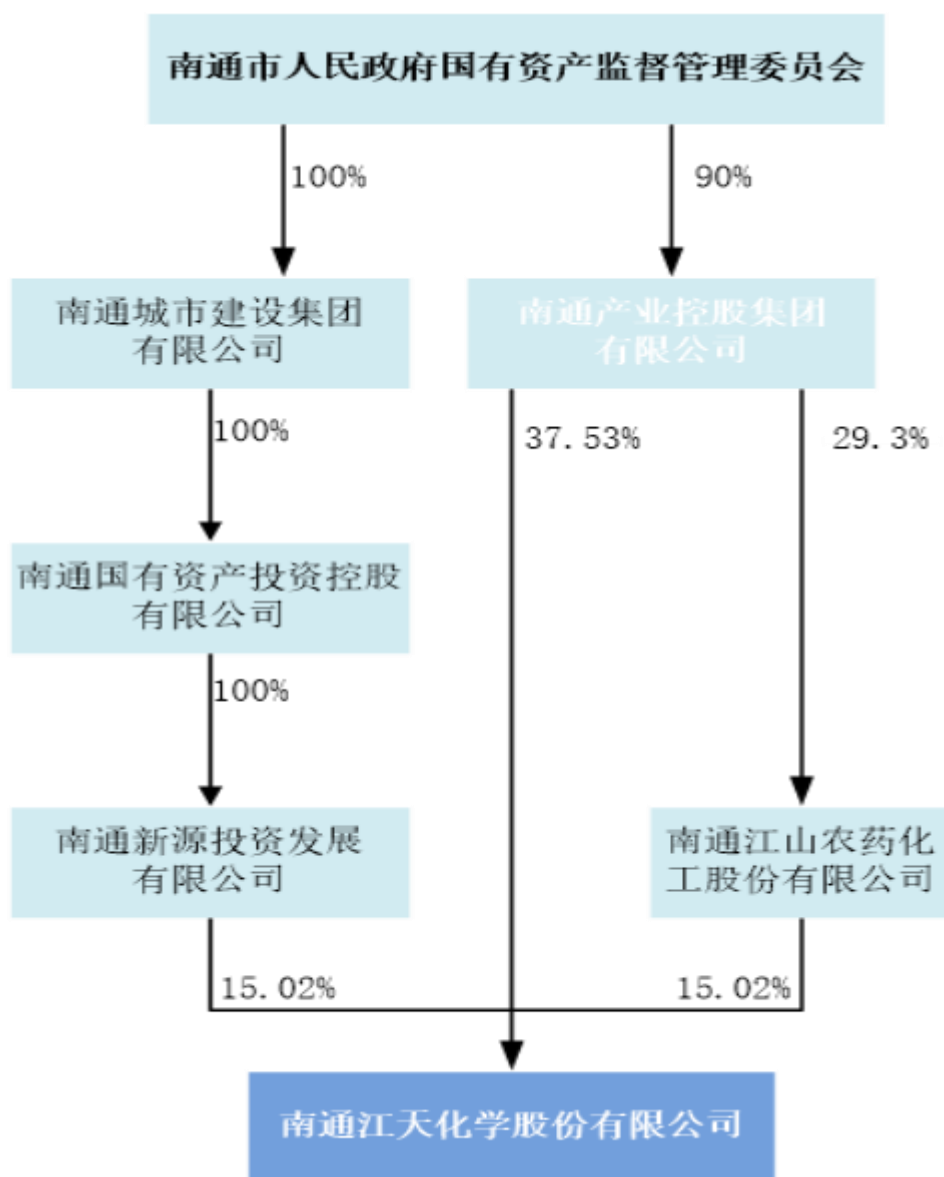 南通市人民政府国有资产监督管理委员会
100%
90%
南通城市建设集团
有限公司
南通产业控股集团
有限公司
100%
37.53%
29.3%
南通国有资产投资控股
有限公司
100%
南通新源投资发展
有限公司
南通江山农药化
工股份有限公司
15.02%
15.02%
南通江天化学股份有限公司